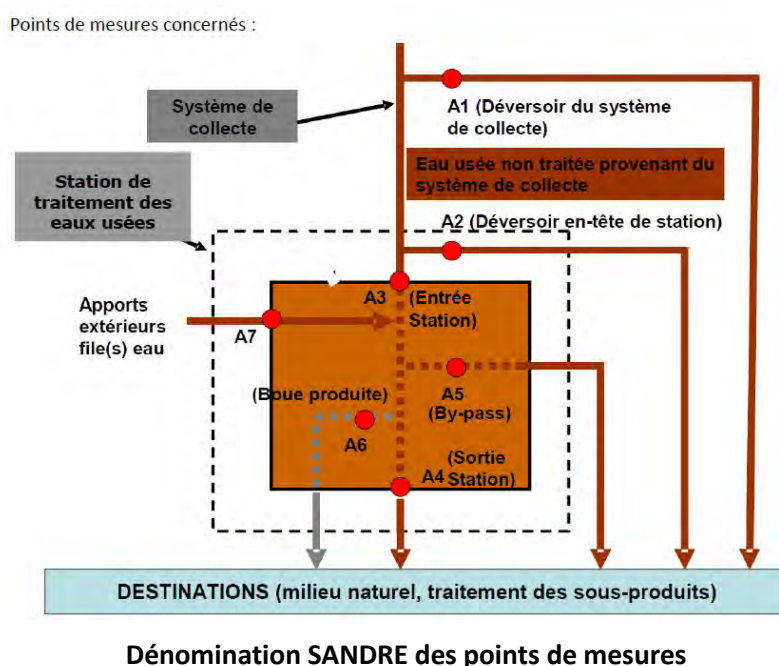 Points de mesures concernés :
Système de
collecte
A1 (Déversoir du système
de collecte)
Eau usée non traitée provenant du
système de collecte
Station de
traitement des
eaux usées
A2 (Déversoir en-tête de station)
A3
(Entrée
Station)
Apports
extérieurs
file(s) eau
A7
(Boue produite)
A5
(By-pass)
A6
(Sortie
Station)
A4
DESTINATIONS (milieu naturel, traitement des sous-produits)
Dénomination SANDRE des points de mesures